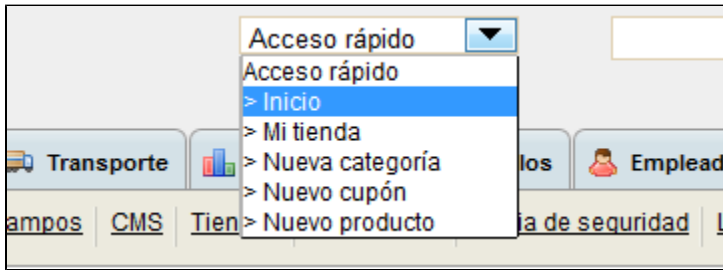 Acceso rápido
Acceso rápido
> Inicio
> Mi tienda
> Nueva categoría
> Nuevo cupón
> Nuevo producto
Transporte los Emplead
ampos CMS Tien ia de seguridad